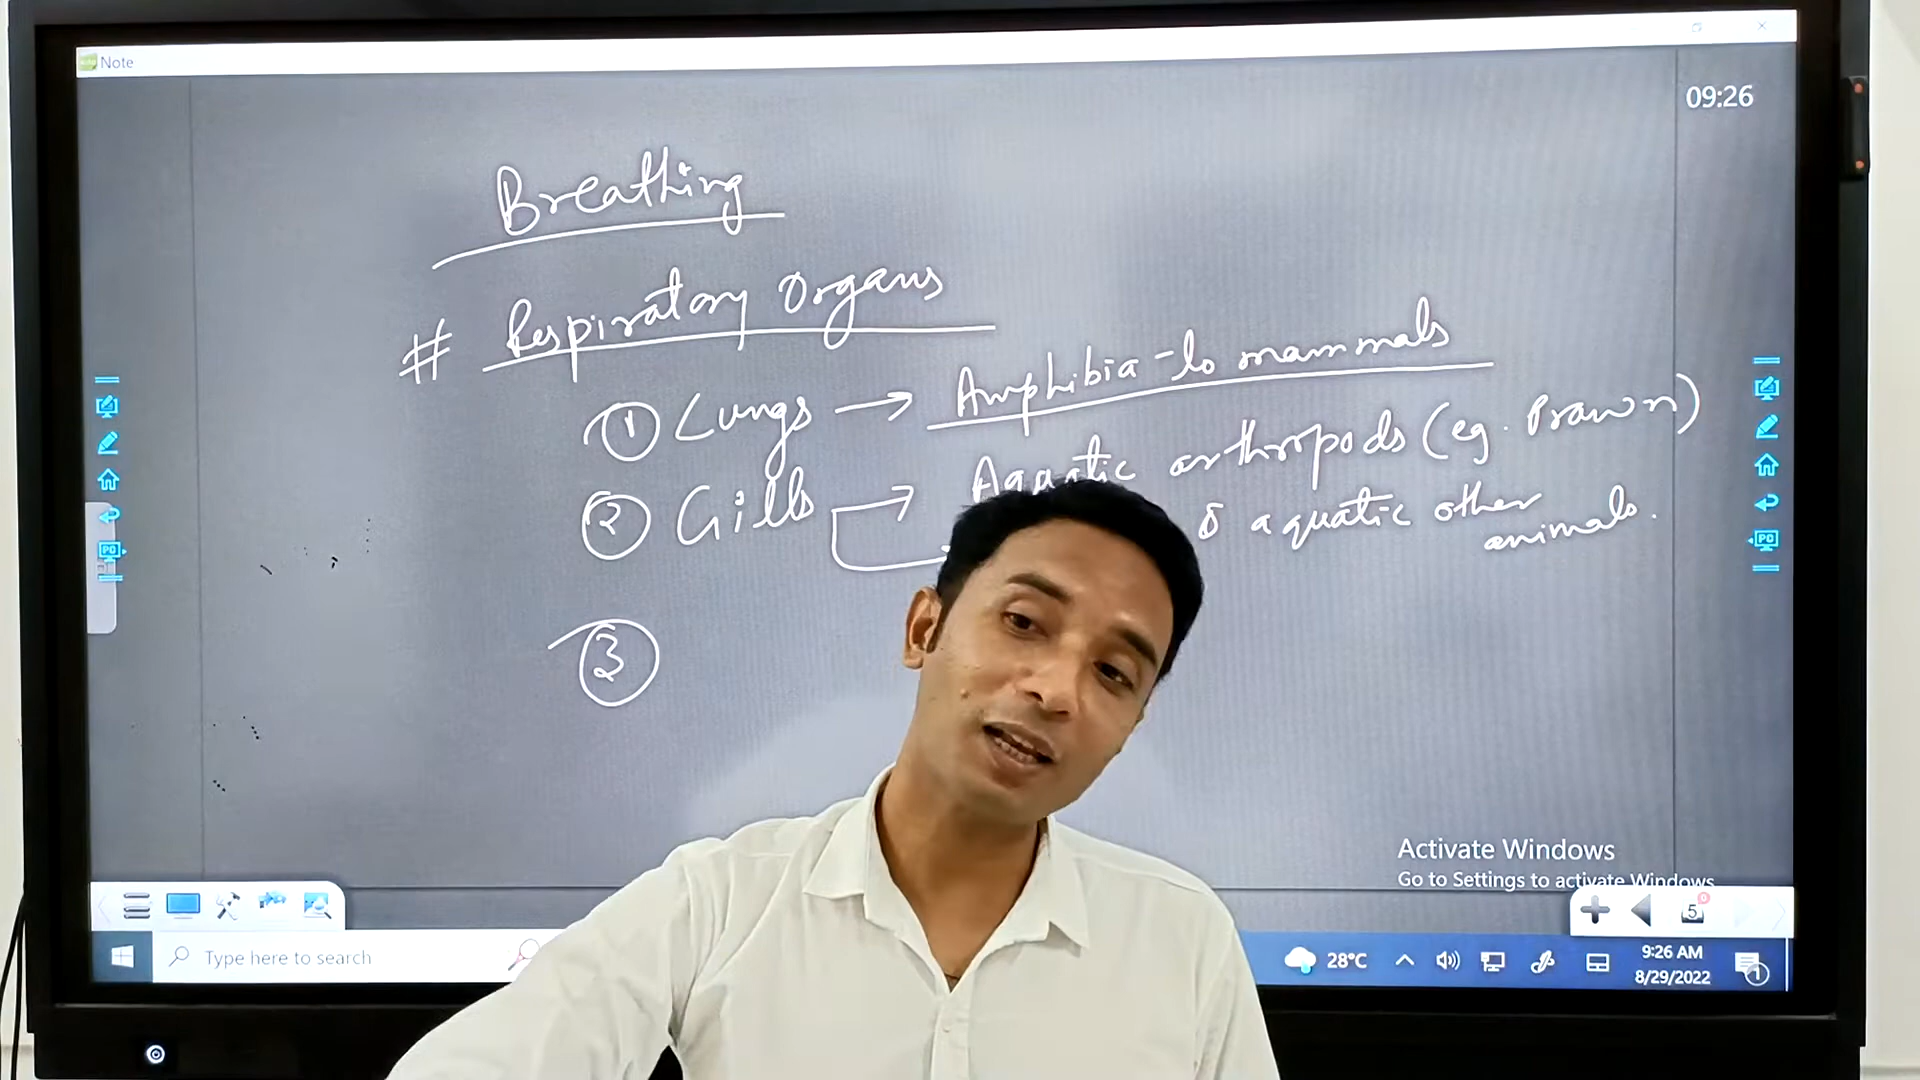 Note
09:26
Breathing
# Respiratory Organs
① Lungs → Amphibia - to mammals
② Gills → Aquatic arthropods (eg. Prawn)
& aquatic other
animals.
③
Activate Windows
Go to Settings to activate Windows
5
Type here to search
28°C
9:26 AM
8/29/2022
1